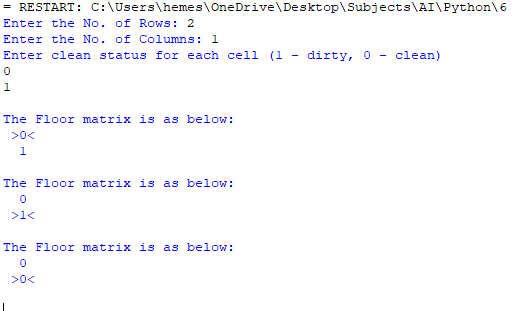 = RESTART: C:\Users\hemes\OneDrive\Desktop\Subjects\AI\Python\6
Enter the No. of Rows: 2
Enter the No. of Columns: 1
Enter clean status for each cell (1 - dirty, 0 - clean)
0
1
The Floor matrix is as below:
>0<
1
The Floor matrix is as below:
0
>1<
The Floor matrix is as below:
0
>0<